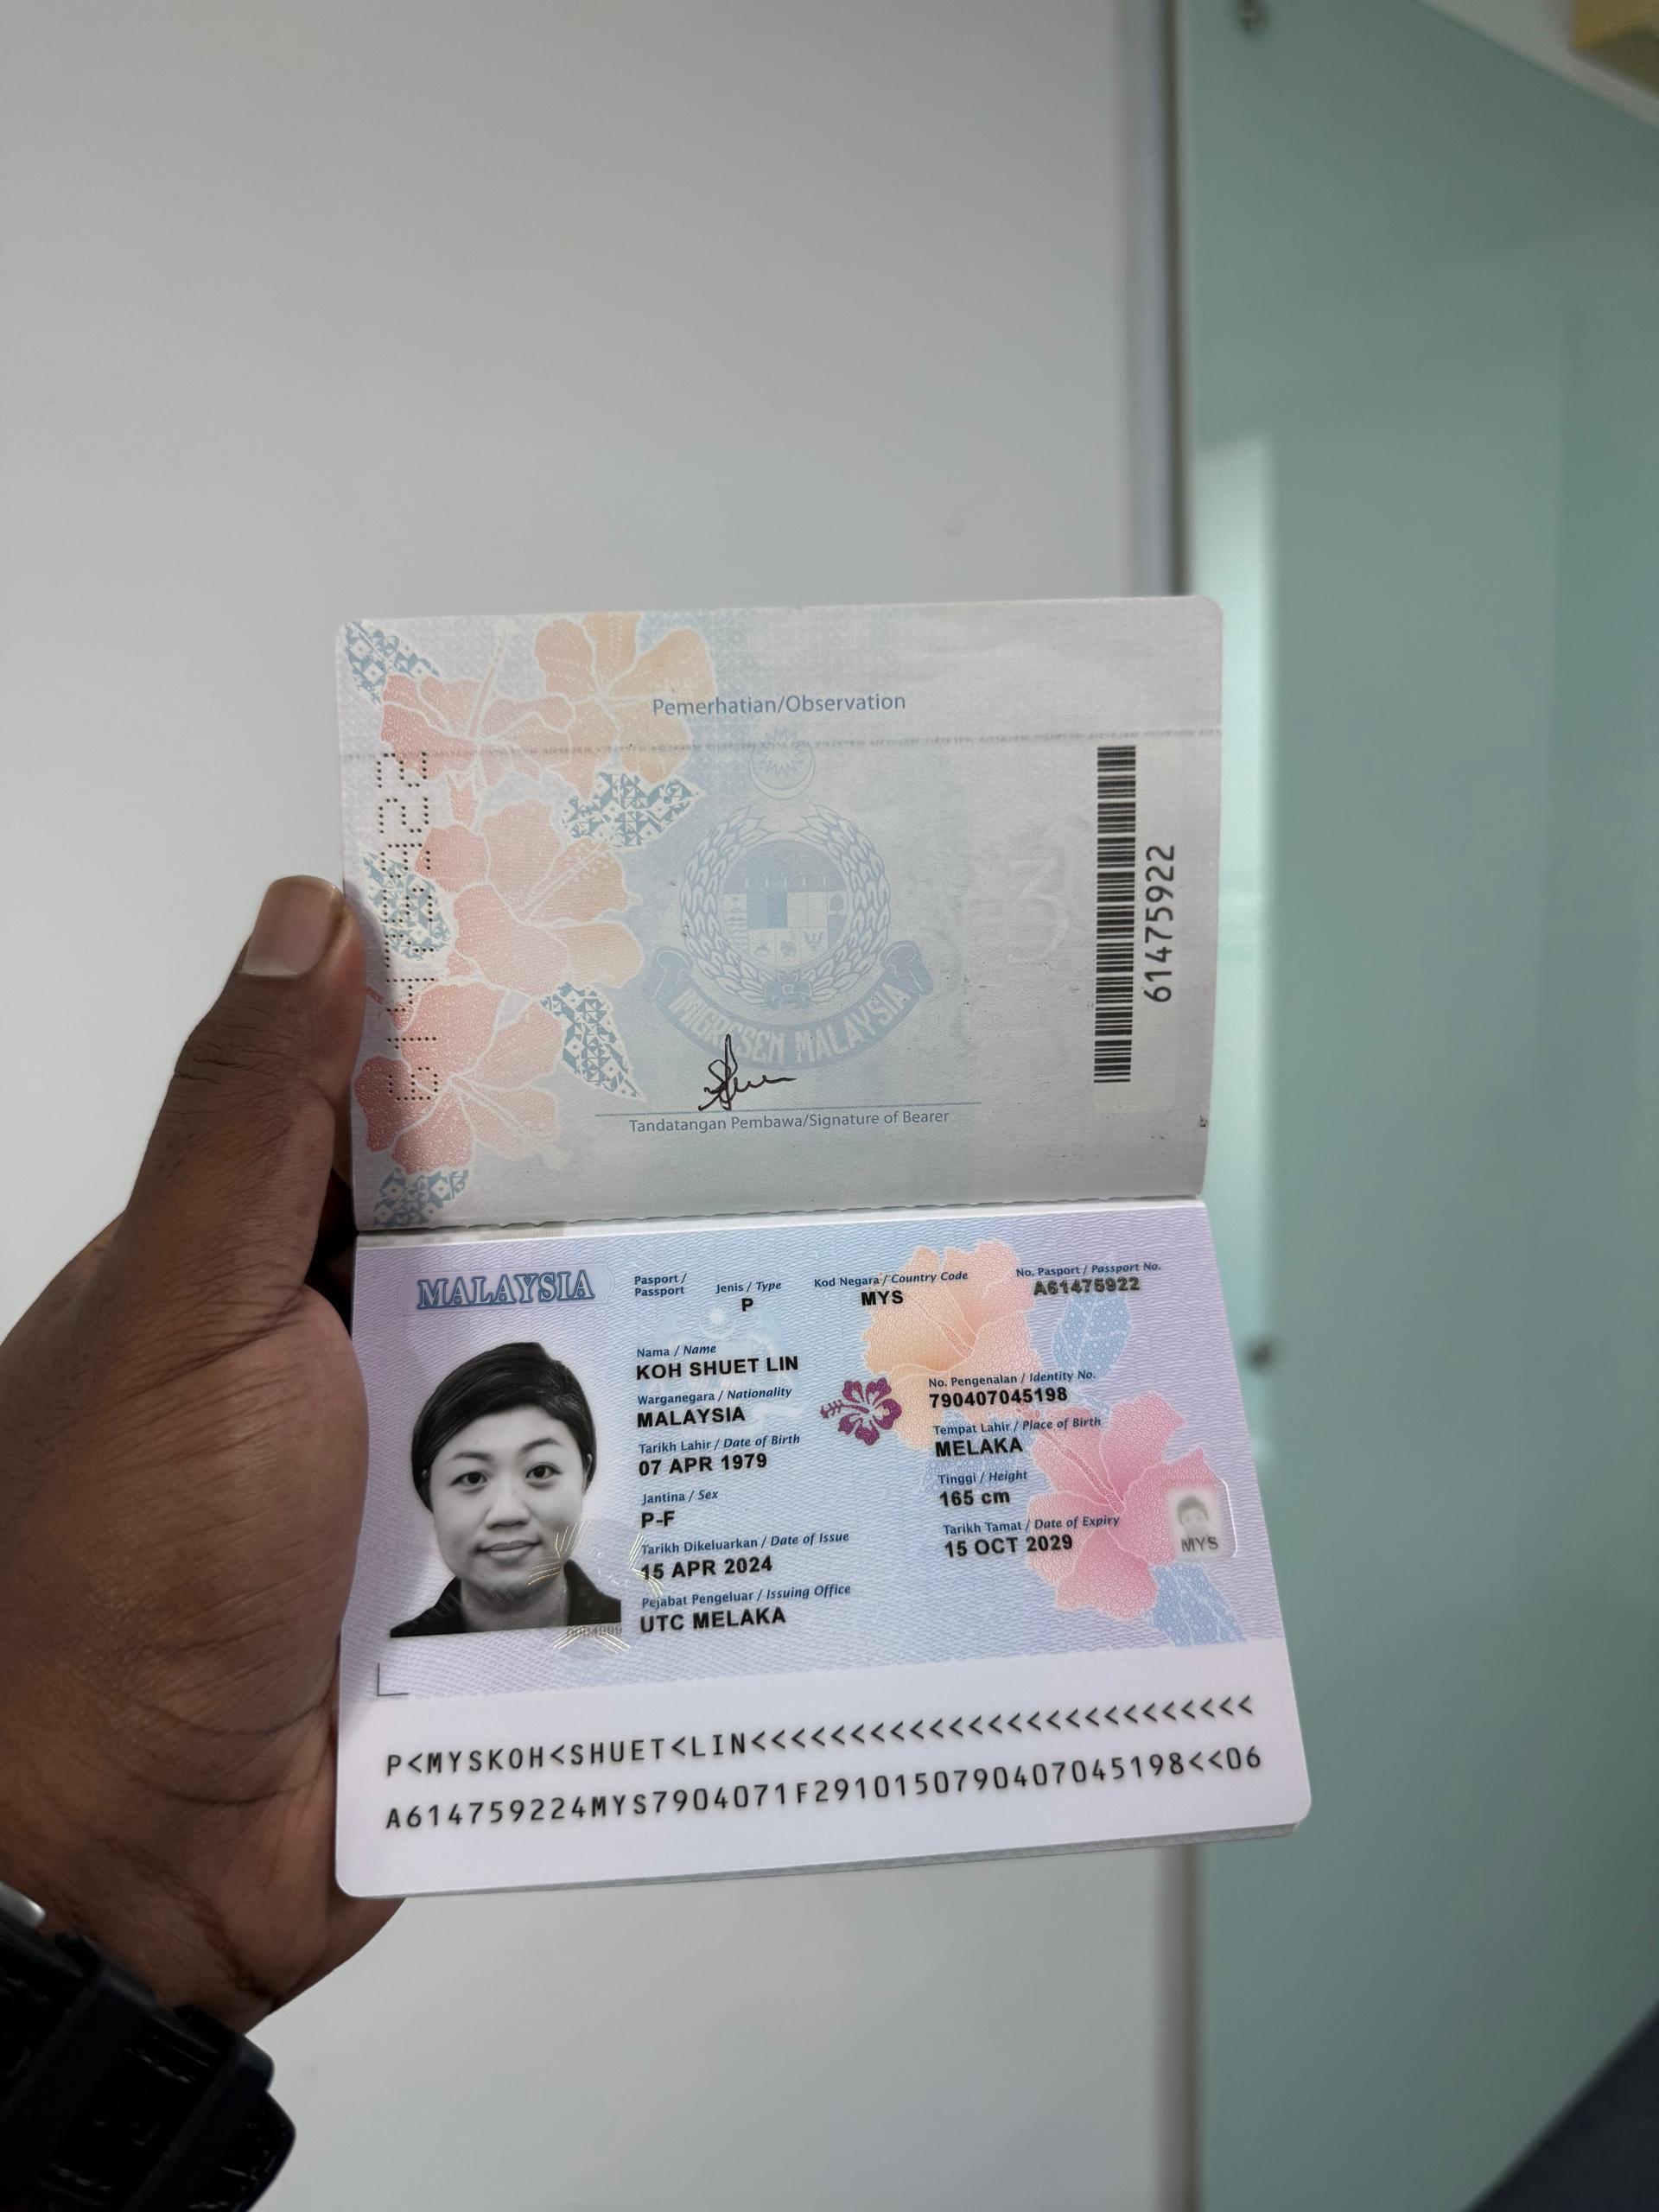 Pemerhatian/Observation
61475922
61475922
IMIGRESEN MALAYSIA
Tandatangan Pembawa/Signature of Bearer
MALAYSIA
Pasport / Passport
Jenis / Type
P
Kod Negara / Country Code
MYS
No. Pasport / Passport No.
A61475922
Nama / Name
KOH SHUET LIN
Warganegara / Nationality
MALAYSIA
Tarikh Lahir / Date of Birth
07 APR 1979
Jantina / Sex
P-F
Tarikh Dikeluarkan / Date of Issue
15 APR 2024
Pejabat Pengeluar / Issuing Office
UTC MELAKA
No. Pengenalan / Identity No.
790407045198
Tempat Lahir / Place of Birth
MELAKA
Tinggi / Height
165 cm
Tarikh Tamat / Date of Expiry
15 OCT 2029
MYS
P<MYSKOH<SHUET<LIN<<<<<<<<<<<<<<<<<<<<<<<<<<
A614759224MYS7904071F2910150790407045198<<06